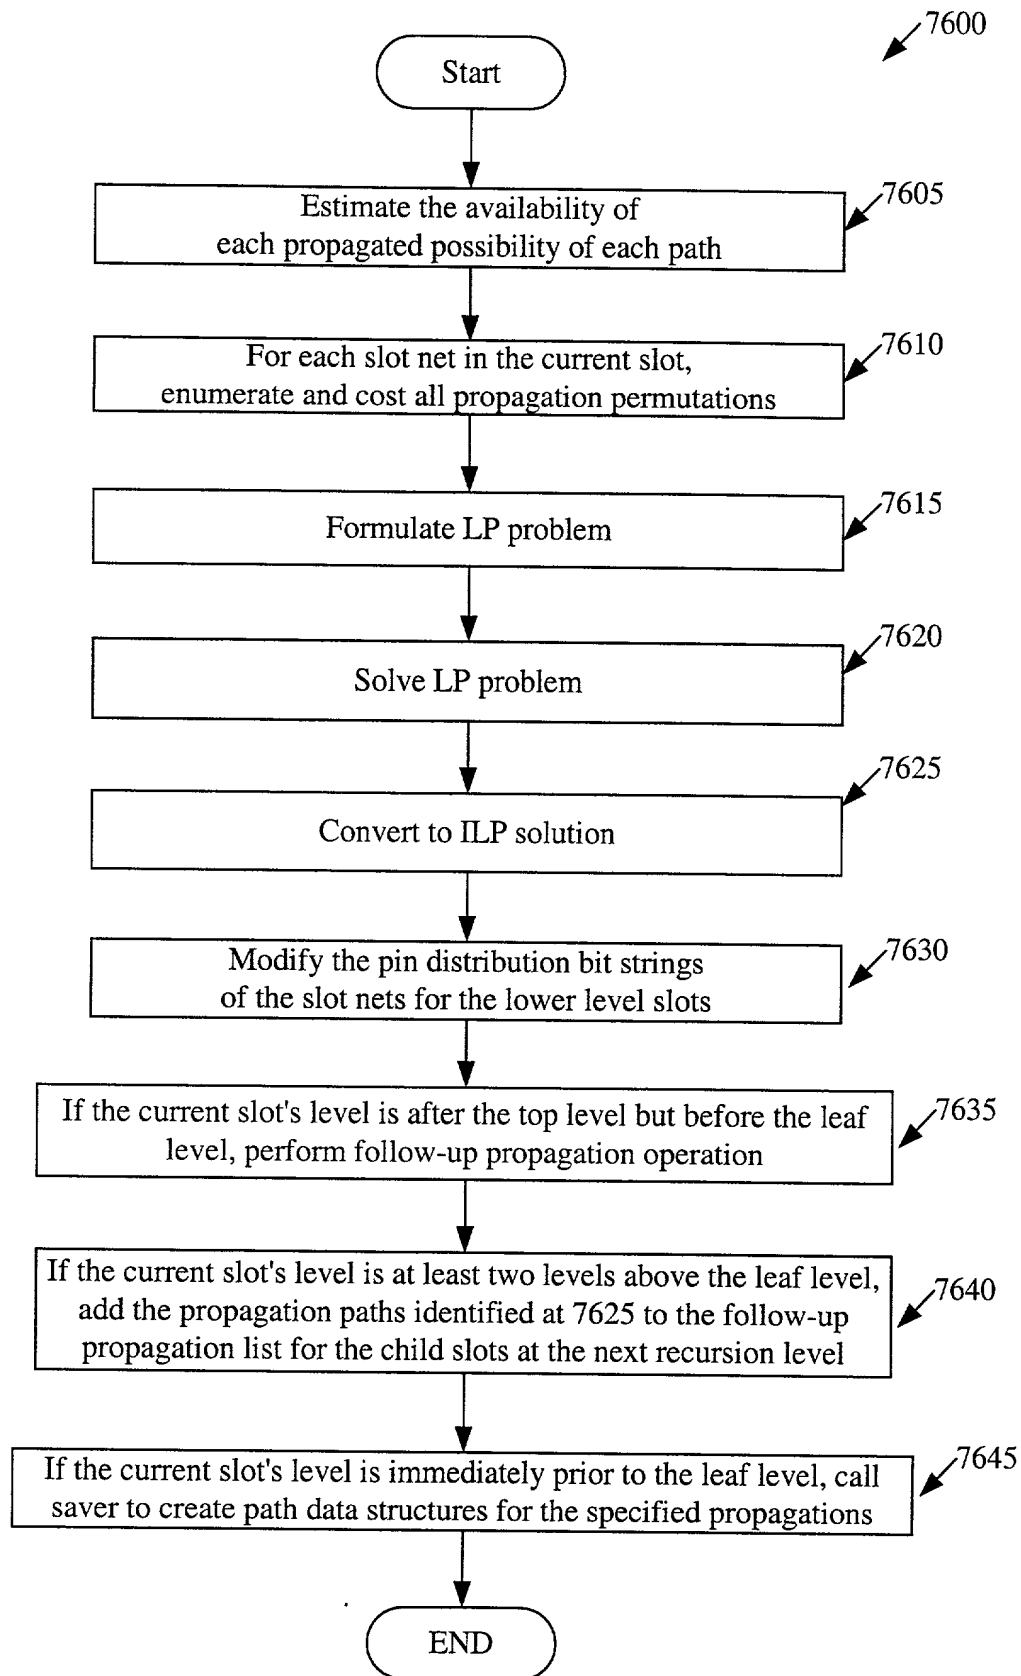 7600
Start
7605
Estimate the availability of
each propagated possibility of each path
7610
For each slot net in the current slot,
enumerate and cost all propagation permutations
7615
Formulate LP problem
7620
Solve LP problem
7625
Convert to ILP solution
7630
Modify the pin distribution bit strings
of the slot nets for the lower level slots
7635
If the current slot's level is after the top level but before the leaf
level, perform follow-up propagation operation
7640
If the current slot's level is at least two levels above the leaf level,
add the propagation paths identified at 7625 to the follow-up
propagation list for the child slots at the next recursion level
7645
If the current slot's level is immediately prior to the leaf level, call
saver to create path data structures for the specified propagations
END